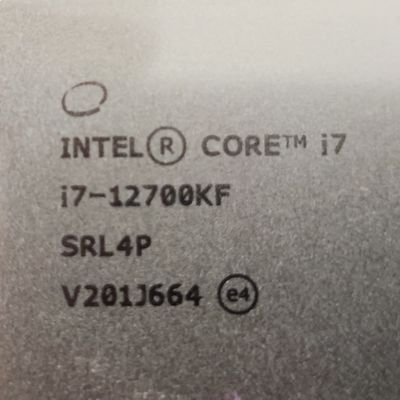 INTEL® CORE™ i7
i7-12700KF
SRL4P
V201J664 e4